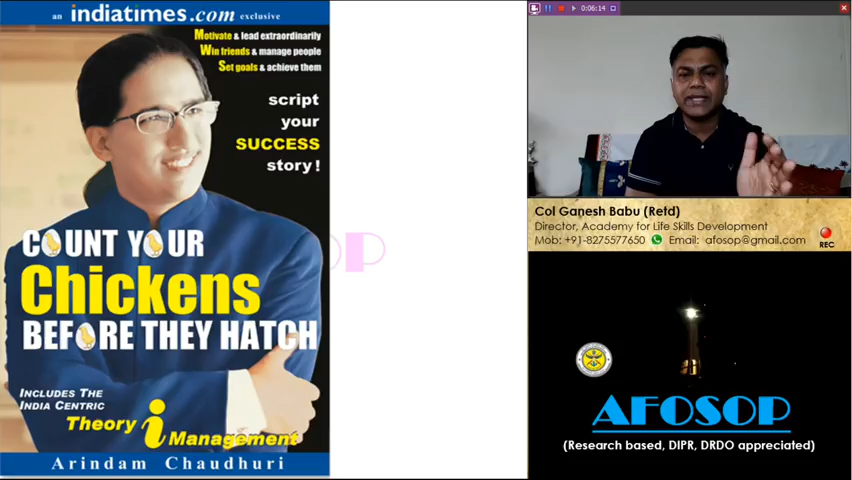 an indiatimes.com exclusive
Motivate & lead extraordinarily
Win friends & manage people
Set goals & achieve them
script
your
SUCCESS
story!
COUNT YOUR
Chickens
BEFORE THEY HATCH
INCLUDES THE
INDIA CENTRIC
Theory i Management
Arindam Chaudhuri
OP
0:06:14
Col Ganesh Babu (Retd)
Director, Academy for Life Skills Development
Mob: +91-8275577650 Email: afosop@gmail.com
REC
AFOSOP
(Research based, DIPR, DRDO appreciated)